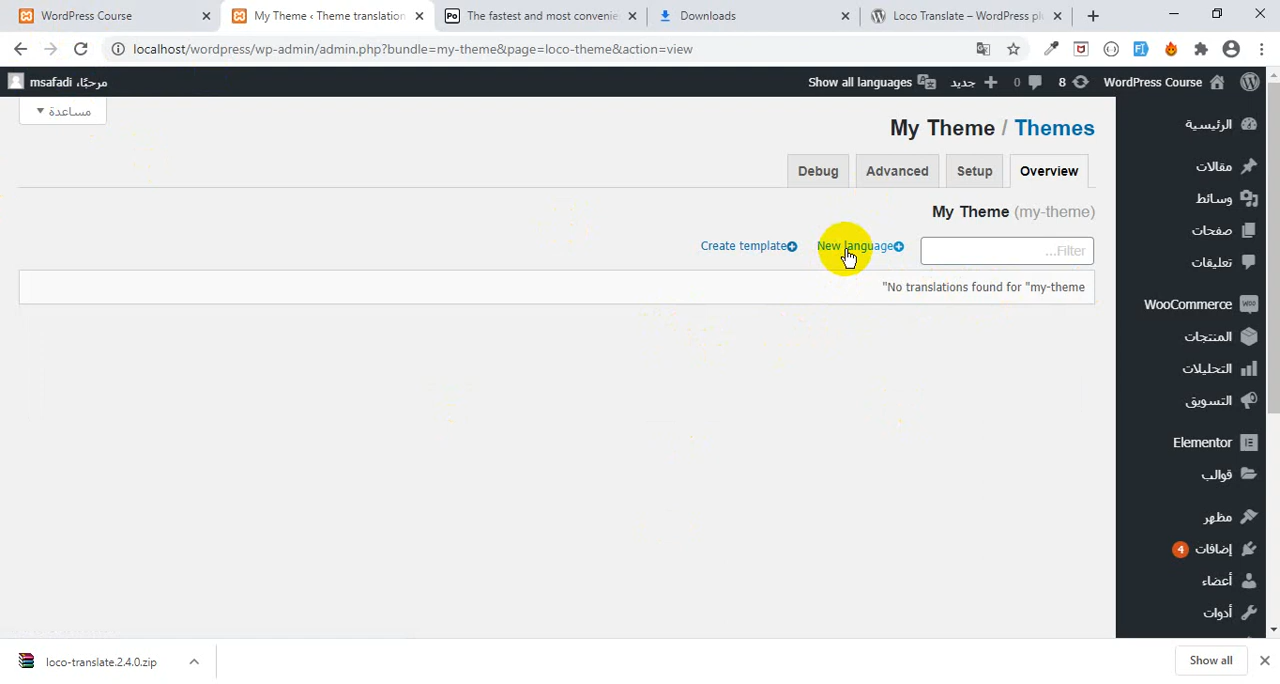 WordPress Course
My Theme ‹ Theme translation
The fastest and most convenie
Downloads
Loco Translate – WordPress plu
localhost/wordpress/wp-admin/admin.php?bundle=my-theme&page=loco-theme&action=view
مرحبًا، msafadi
Show all languages
جديد
0
8
WordPress Course
مساعدة
الرئيسية
مقالات
وسائط
صفحات
تعليقات
WooCommerce
المنتجات
التحليلات
التسويق
Elementor
قوالب
مظهر
إضافات 4
أعضاء
أدوات
My Theme / Themes
Debug
Advanced
Setup
Overview
My Theme (my-theme)
Create template
New language
...Filter
"No translations found for "my-theme
loco-translate.2.4.0.zip
Show all